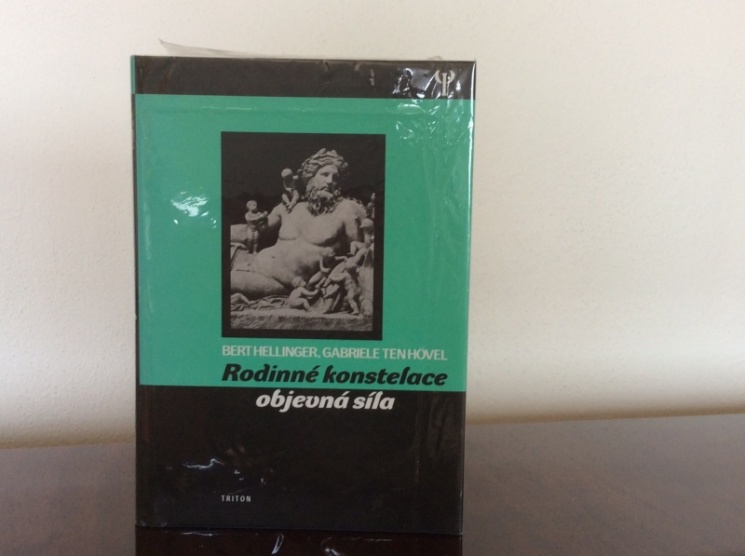 BERT HELLINGER, GABRIELE TEN HÖVEL
Rodinné konstelace
objevná síla
TRITON